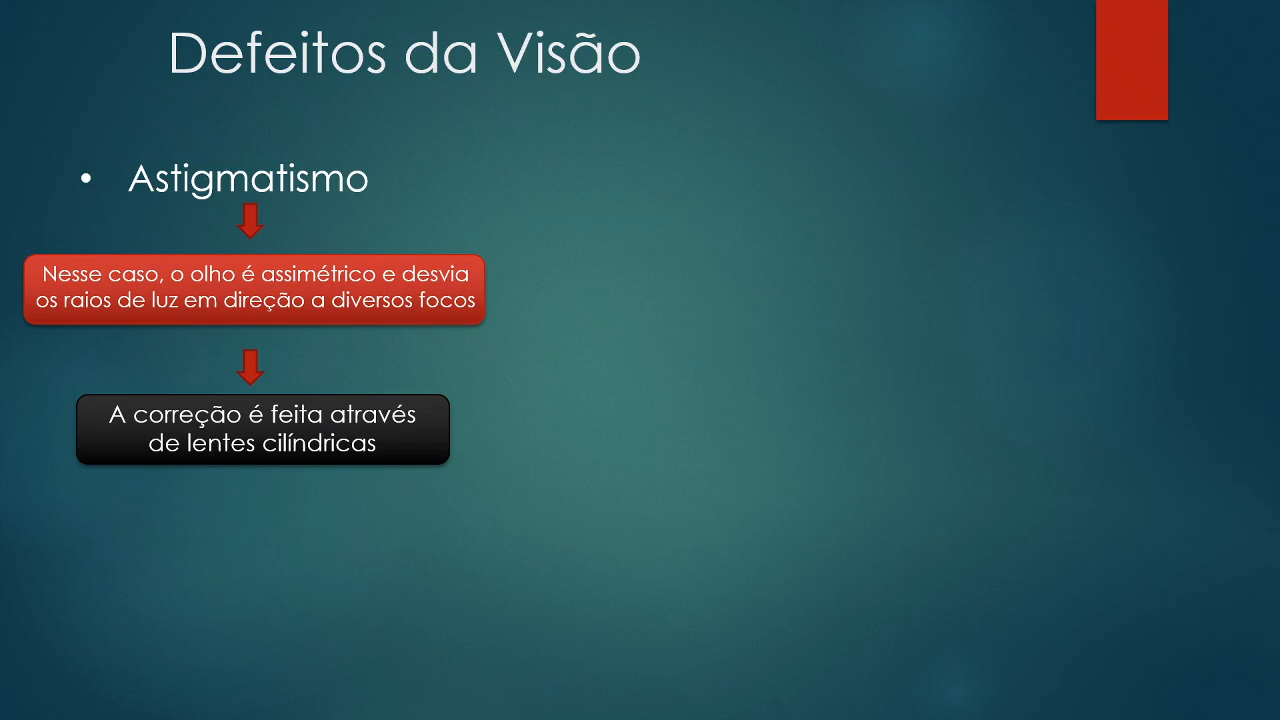 Defeitos da Visão
• Astigmatismo
Nesse caso, o olho é assimétrico e desvia
os raios de luz em direção a diversos focos
A correção é feita através
de lentes cilíndricas